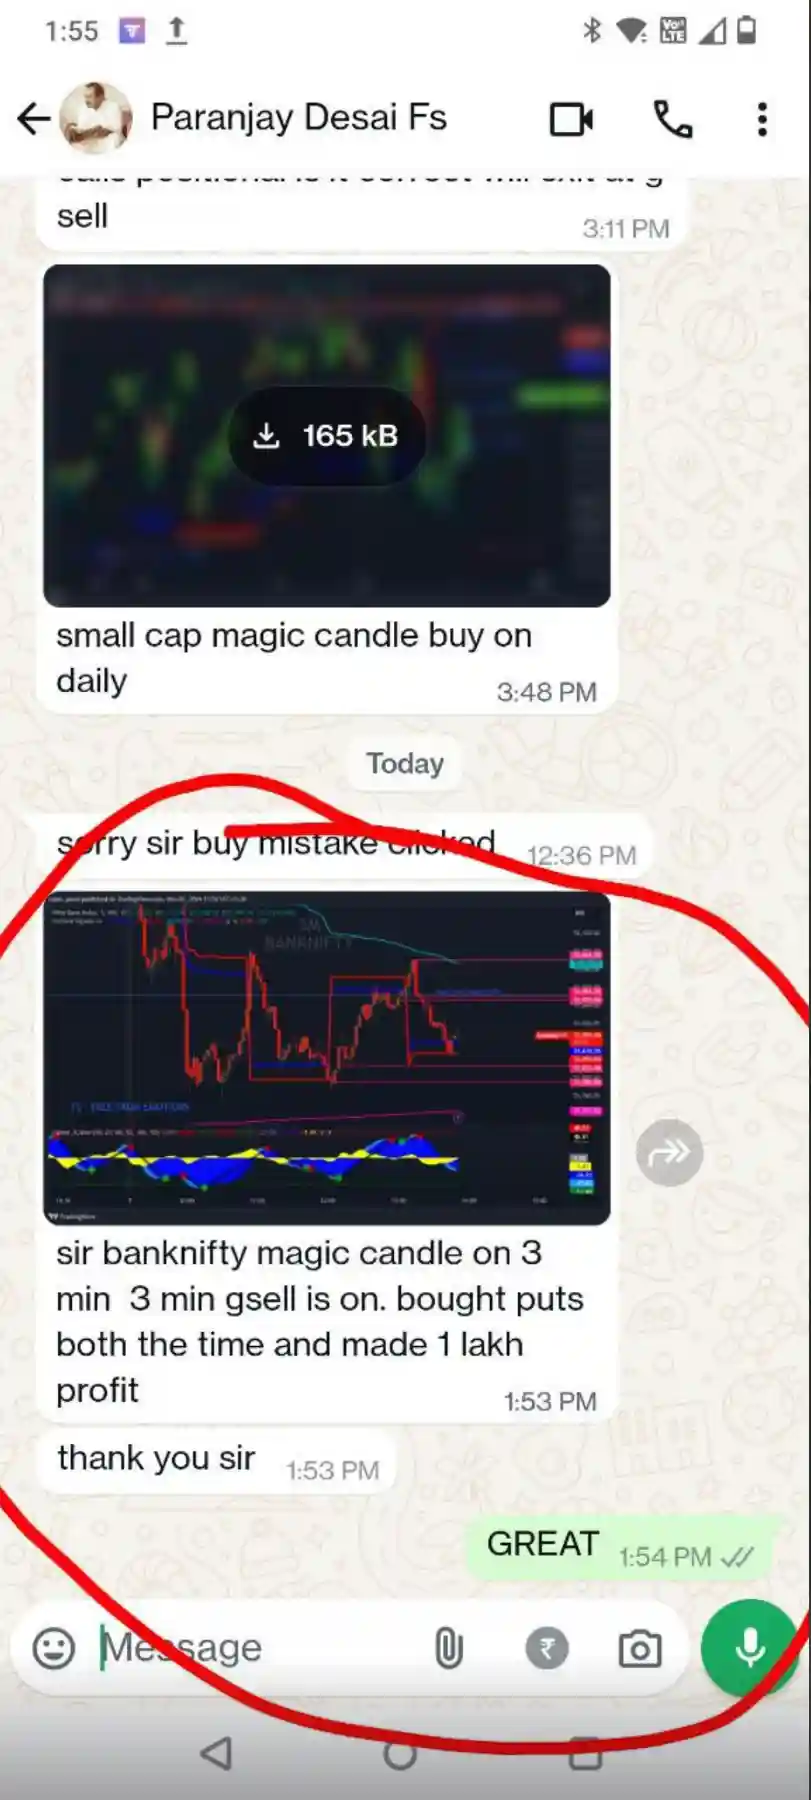 1:55
Paranjay Desai Fs
sell
3:11 PM
165 kB
small cap magic candle buy on
daily
3:48 PM
Today
sorry sir buy mistake clicked
12:36 PM
BANKNIFTY
sir banknifty magic candle on 3
min 3 min gsell is on. bought puts
both the time and made 1 lakh
profit
1:53 PM
thank you sir
1:53 PM
GREAT
1:54 PM
Message